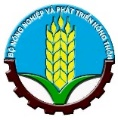 BỘ NÔNG NGHIỆP VÀ PHÁT TRIỂN NÔNG THÔN